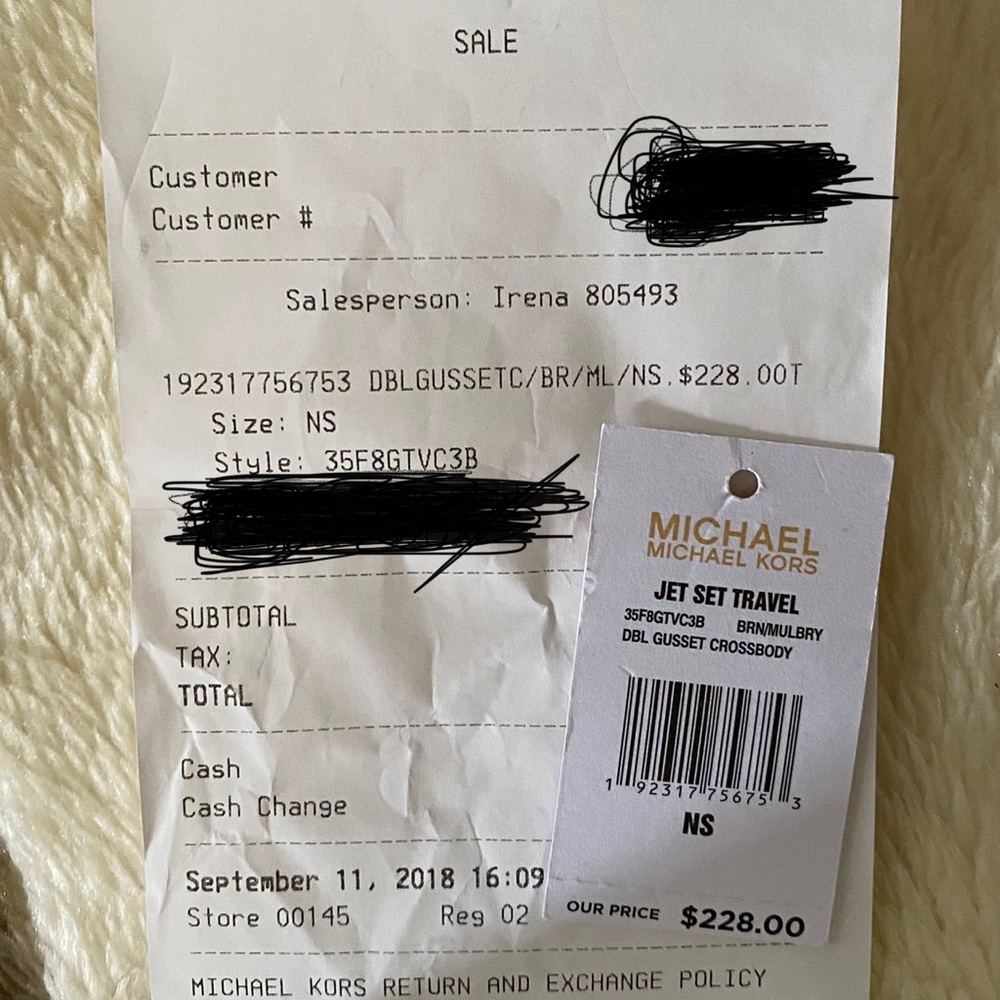 SALE
Customer
Customer #
Salesperson: Irena 805493
192317756753 DBLGUSSETC/BR/ML/NS.$228.00T
Size: NS
Style: 35F8GTVC3B
SUBTOTAL
TAX:
TOTAL
Cash
Cash Change
September 11, 2018 16:09
Store 00145 Reg 02
MICHAEL KORS RETURN AND EXCHANGE POLICY
MICHAEL
MICHAEL KORS
JET SET TRAVEL
35F8GTVC3B BRN/MULBRY
DBL GUSSET CROSSBODY
1 92317 75675 3
NS
OUR PRICE $228.00